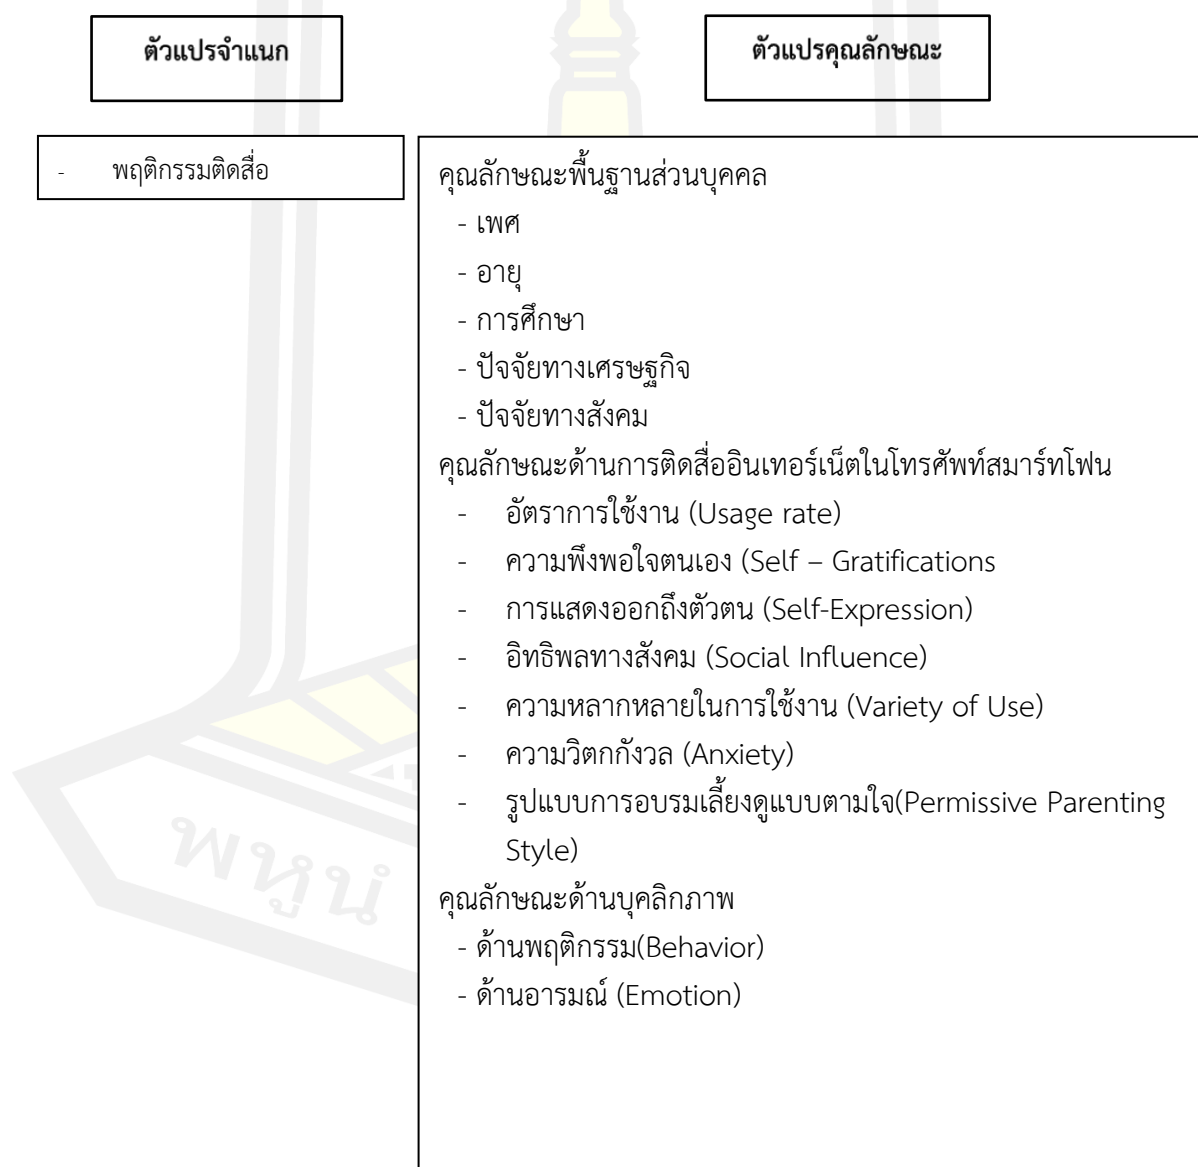 ตัวแปรจำแนก
ตัวแปรคุณลักษณะ
- พฤติกรรมติดสื่อ
คุณลักษณะพื้นฐานส่วนบุคคล
- เพศ
- อายุ
- การศึกษา
- ปัจจัยทางเศรษฐกิจ
- ปัจจัยทางสังคม
คุณลักษณะด้านการติดสื่ออินเทอร์เน็ตในโทรศัพท์สมาร์ทโฟน
- อัตราการใช้งาน (Usage rate)
- ความพึงพอใจตนเอง (Self – Gratifications
- การแสดงออกถึงตัวตน (Self-Expression)
- อิทธิพลทางสังคม (Social Influence)
- ความหลากหลายในการใช้งาน (Variety of Use)
- ความวิตกกังวล (Anxiety)
- รูปแบบการอบรมเลี้ยงดูแบบตามใจ(Permissive Parenting
Style)
คุณลักษณะด้านบุคลิกภาพ
- ด้านพฤติกรรม(Behavior)
- ด้านอารมณ์ (Emotion)
พหูนํ